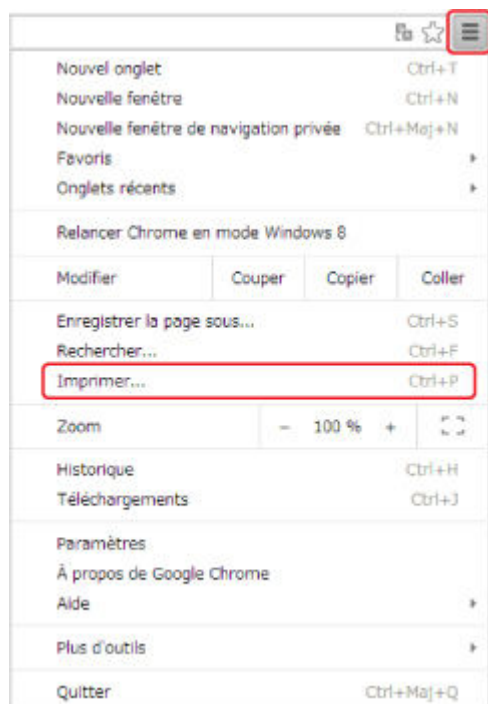 Nouvel onglet Ctrl+T
Nouvelle fenêtre Ctrl+N
Nouvelle fenêtre de navigation privée Ctrl+Maj+N
Favoris
Onglets récents
Relancer Chrome en mode Windows 8
Modifier Couper Copier Coller
Enregistrer la page sous... Ctrl+S
Rechercher... Ctrl+F
Imprimer... Ctrl+P
Zoom - 100 % +
Historique Ctrl+H
Téléchargements Ctrl+J
Paramètres
À propos de Google Chrome
Aide
Plus d'outils
Quitter Ctrl+Maj+Q